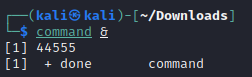 ┌──(kali㉿kali)-[~/Downloads]
└─$ command &
[1] 44555
[1]  + done       command